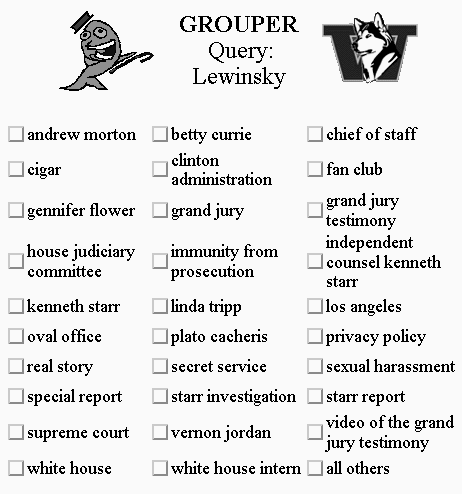 GROUPER
Query:
Lewinsky
W
andrew morton
betty currie
chief of staff
cigar
clinton
administration
fan club
gennifer flower
grand jury
grand jury
testimony
house judiciary
committee
immunity from
prosecution
independent
counsel kenneth
starr
kenneth starr
linda tripp
los angeles
oval office
plato cacheris
privacy policy
real story
secret service
sexual harassment
special report
starr investigation
starr report
supreme court
vernon jordan
video of the grand
jury testimony
white house
white house intern
all others